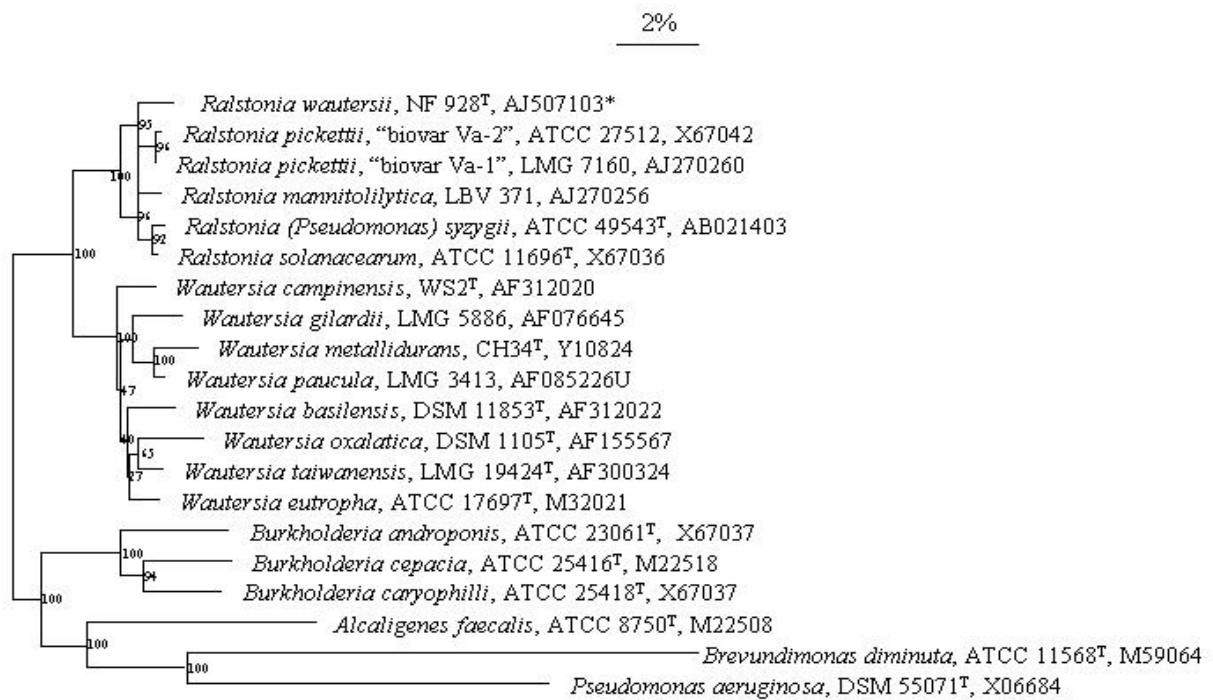 2%
Ralstonia wautersii, NF 928ᵀ, AJ507103*
95
Ralstonia pickettii, “biovar Va-2”, ATCC 27512, X67042
96
Ralstonia pickettii, “biovar Va-1”, LMG 7160, AJ270260
100
Ralstonia mannitolilytica, LBV 371, AJ270256
96
Ralstonia (Pseudomonas) syzygii, ATCC 49543ᵀ, AB021403
92
100
Ralstonia solanacearum, ATCC 11696ᵀ, X67036
Wautersia campinensis, WS2ᵀ, AF312020
Wautersia gilardii, LMG 5886, AF076645
100
Wautersia metallidurans, CH34ᵀ, Y10824
100
Wautersia paucula, LMG 3413, AF085226U
47
Wautersia basilensis, DSM 11853ᵀ, AF312022
40
Wautersia oxalatica, DSM 1105ᵀ, AF155567
65
Wautersia taiwanensis, LMG 19424ᵀ, AF300324
27
Wautersia eutropha, ATCC 17697ᵀ, M32021
Burkholderia androponis, ATCC 23061ᵀ, X67037
100
Burkholderia cepacia, ATCC 25416ᵀ, M22518
94
Burkholderia caryophilli, ATCC 25418ᵀ, X67037
100
Alcaligenes faecalis, ATCC 8750ᵀ, M22508
100
Brevundimonas diminuta, ATCC 11568ᵀ, M59064
100
Pseudomonas aeruginosa, DSM 55071ᵀ, X06684